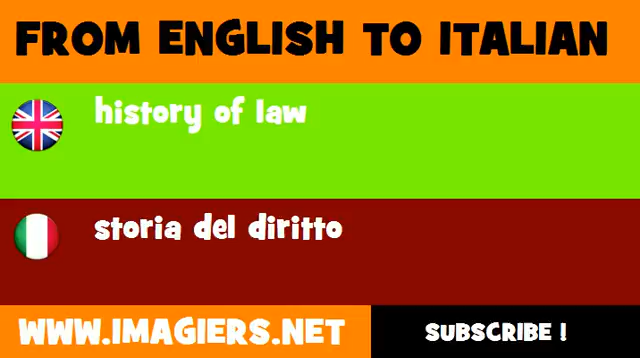 FROM ENGLISH TO ITALIAN
history of law
storia del diritto
WWW.IMAGIERS.NET
SUBSCRIBE !